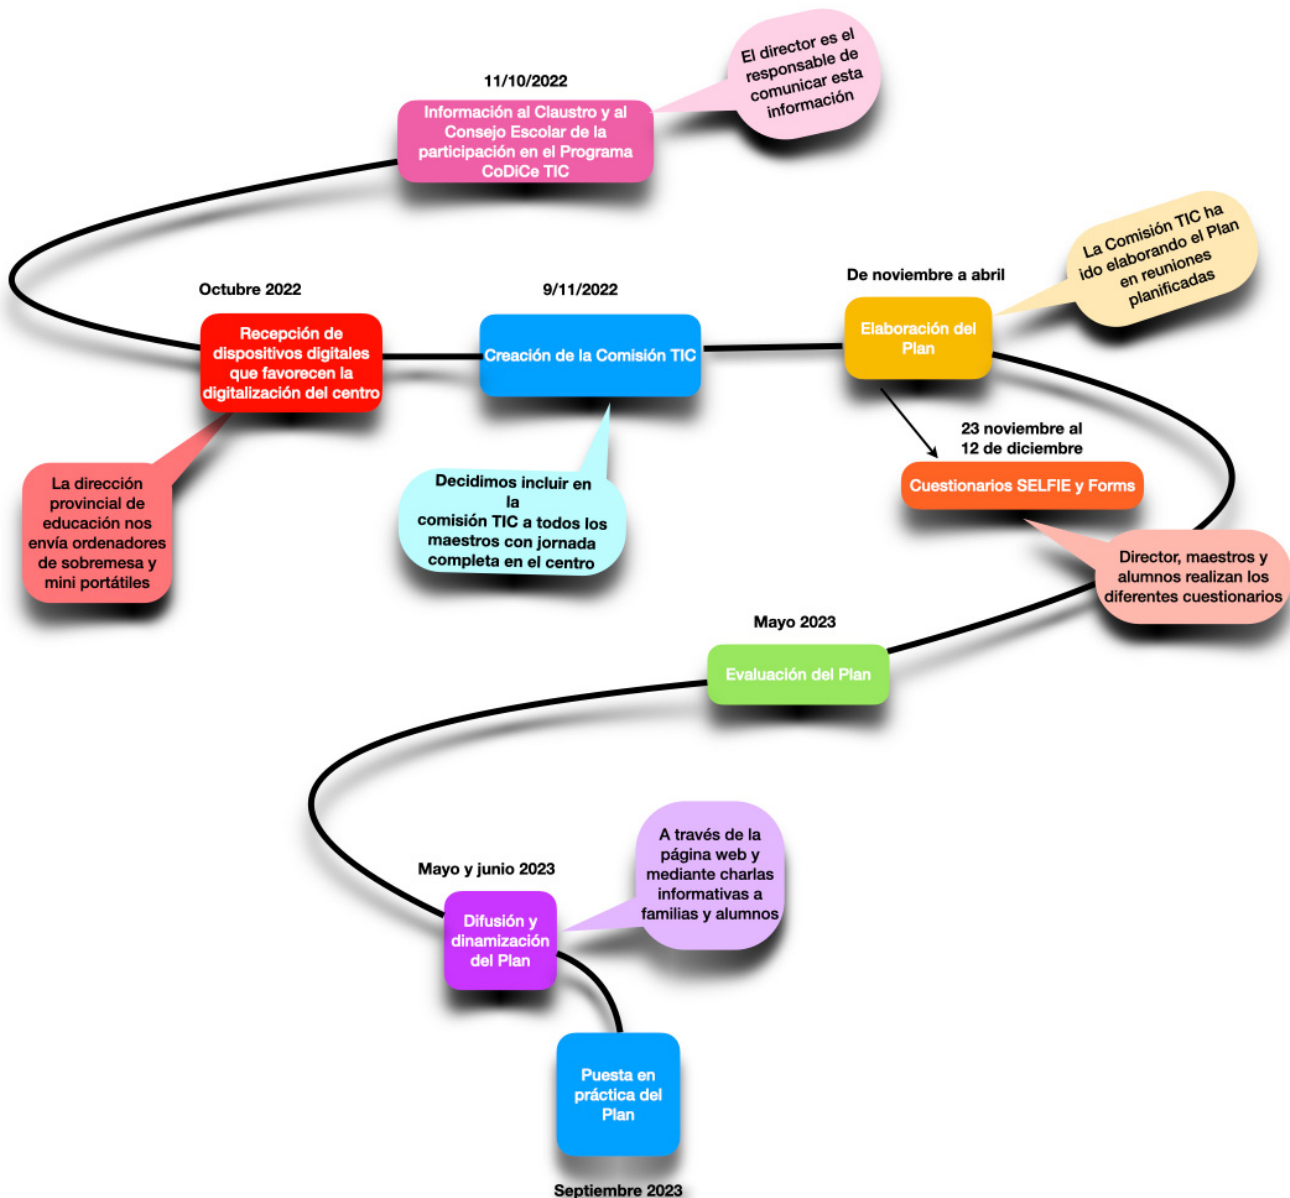 11/10/2022
Información al Claustro y al
Consejo Escolar de la
participación en el Programa
CoDiCe TIC
El director es el
responsable de
comunicar esta
información
Octubre 2022
Recepción de
dispositivos digitales
que favorecen la
digitalización del centro
La dirección
provincial de
educación nos
envía ordenadores
de sobremesa y
mini portátiles
9/11/2022
Creación de la Comisión TIC
Decidimos incluir en
la
comisión TIC a todos los
maestros con jornada
completa en el centro
De noviembre a abril
Elaboración del
Plan
La Comisión TIC ha
ido elaborando el Plan
en reuniones
planificadas
23 noviembre al
12 de diciembre
Cuestionarios SELFIE y Forms
Director, maestros y
alumnos realizan los
diferentes cuestionarios
Mayo 2023
Evaluación del Plan
Mayo y junio 2023
Difusión y
dinamización
del Plan
A través de la
página web y
mediante charlas
informativas a
familias y alumnos
Puesta en
práctica del
Plan
Septiembre 2023